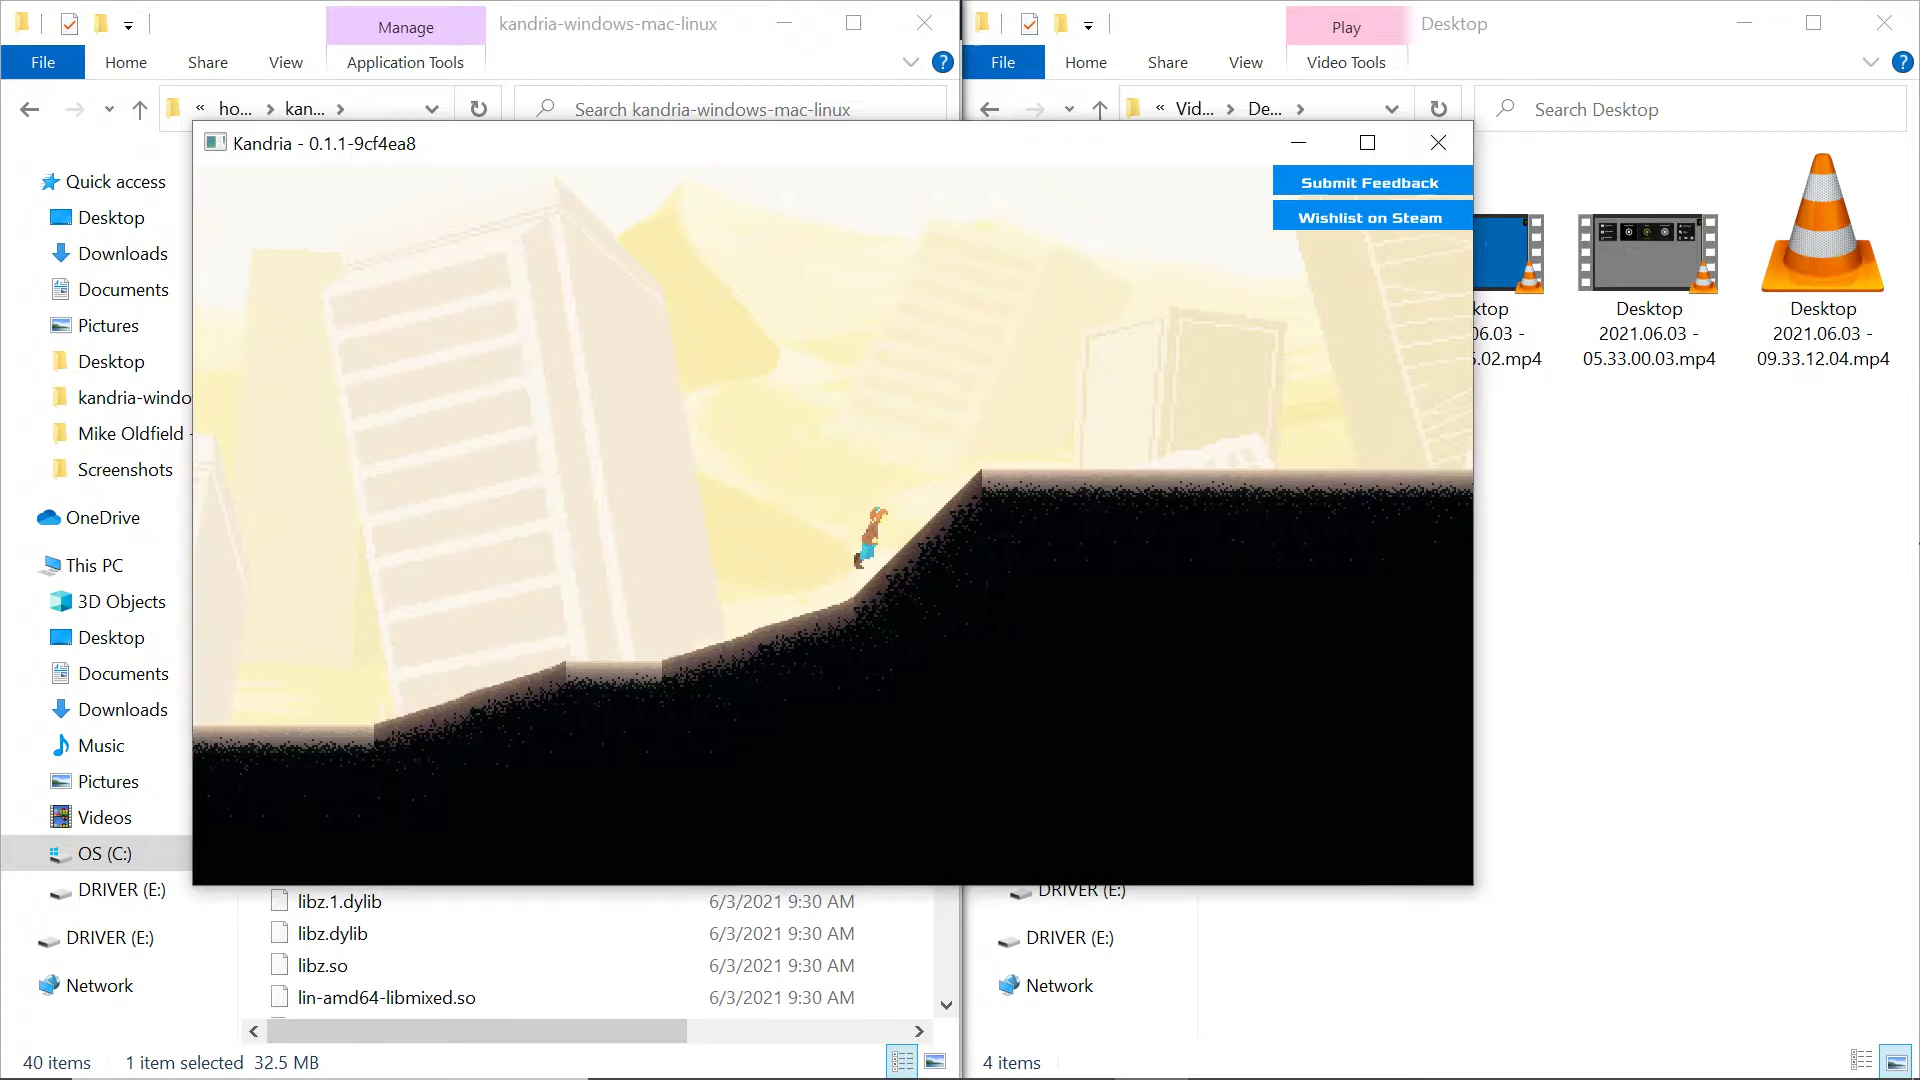 Manage
kandria-windows-mac-linux
File
Home
Share
View
Application Tools
?
« ho... > kan... >
Search kandria-windows-mac-linux
Play
Desktop
File
Home
Share
View
Video Tools
?
« Vid... > De... >
Search Desktop
Kandria - 0.1.1-9cf4ea8
Submit Feedback
Wishlist on Steam
Quick access
Desktop
Downloads
Documents
Pictures
Desktop
kandria-windo
Mike Oldfield -
Screenshots
OneDrive
This PC
3D Objects
Desktop
Documents
Downloads
Music
Pictures
Videos
OS (C:)
DRIVER (E:)
DRIVER (E:)
Network
libz.1.dylib 6/3/2021 9:30 AM
libz.dylib 6/3/2021 9:30 AM
libz.so 6/3/2021 9:30 AM
lin-amd64-libmixed.so 6/3/2021 9:30 AM
40 items 1 item selected 32.5 MB
ktop
06.03 -
5.02.mp4
Desktop
2021.06.03 -
05.33.00.03.mp4
Desktop
2021.06.03 -
09.33.12.04.mp4
DRIVER (E:)
DRIVER (E:)
Network
4 items